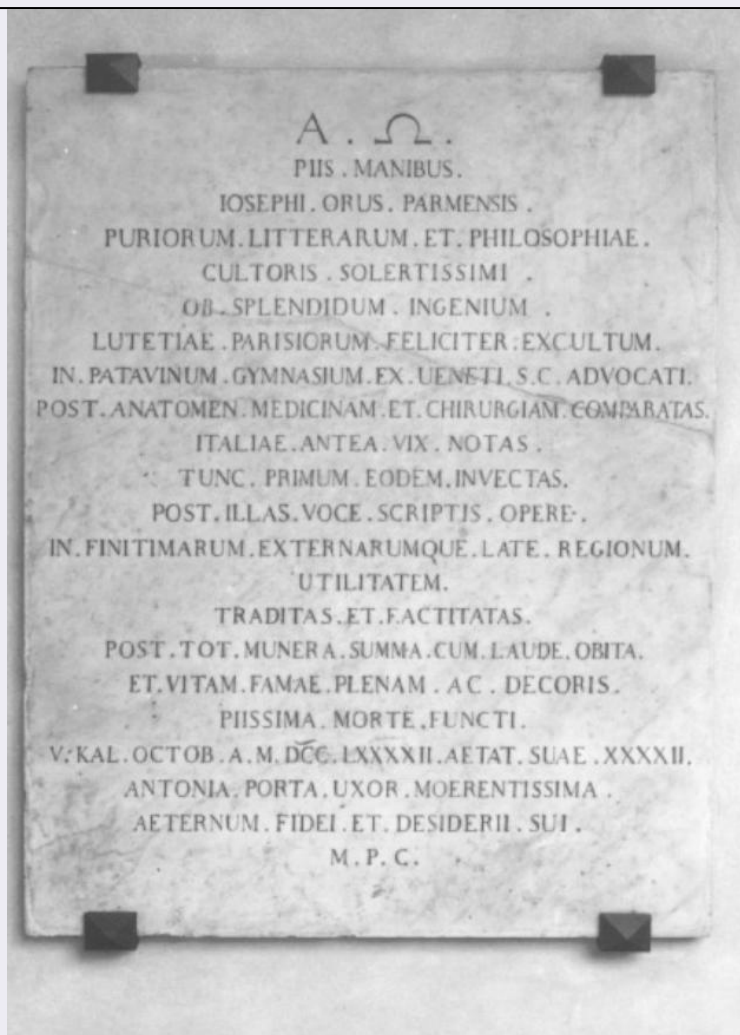 Α . Ω .
PIIS . MANIBUS .
IOSEPHI . ORUS . PARMENSIS .
PURIORUM . LITTERARUM . ET . PHILOSOPHIAE .
CULTORIS . SOLERTISSIMI .
OB . SPLENDIDUM . INGENIUM .
LUTETIAE . PARISIORUM . FELICITER . EXCULTUM .
IN . PATAVINUM . GYMNASIUM . EX . UENETI . S . C . ADVOCATI .
POST . ANATOMEN . MEDICINAM . ET . CHIRURGIAM . COMPARATAS .
ITALIAE . ANTEA . VIX . NOTAS .
TUNC . PRIMUM . EODEM . INVECTAS .
POST . ILLAS . VOCE . SCRIPTIS . OPERE .
IN . FINITIMARUM . EXTERNARUMQUE . LATE . REGIONUM .
UTILITATEM .
TRADITAS . ET . FACTITATAS .
POST . TOT . MUNERA . SUMMA . CUM . LAUDE . OBITA .
ET . VITAM . FAMAE . PLENAM . AC . DECORIS .
PIISSIMA . MORTE . FUNCTI .
V . KAL . OCTOB . A . M . DCC . LXXXXII . AETAT . SUAE . XXXXII .
ANTONIA . PORTA . UXOR . MOERENTISSIMA .
AETERNUM . FIDEI . ET . DESIDERII . SUI .
M . P . C .